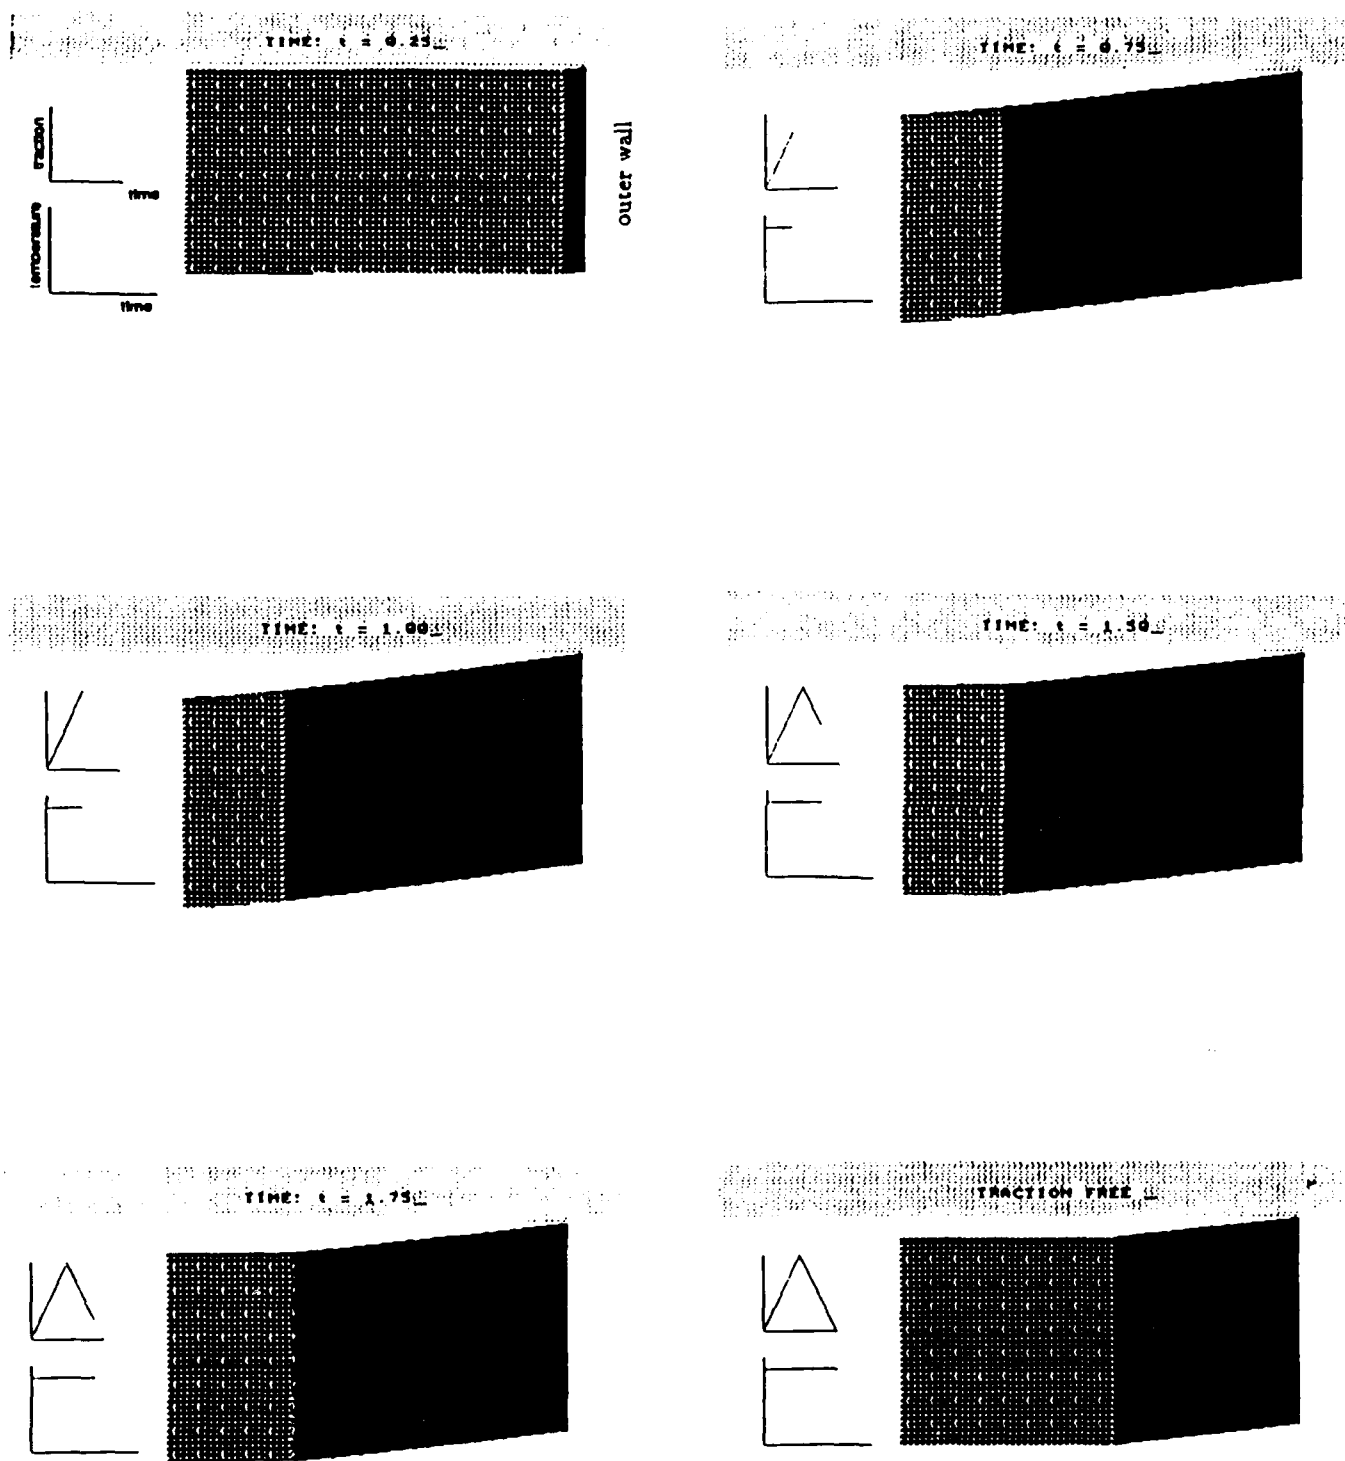 TIME: t = 0.25
traction
time
temperature
time
outer wall
TIME: t = 0.75
TIME: t = 1.00
TIME: t = 1.50
TIME: t = 1.75
TRACTION FREE